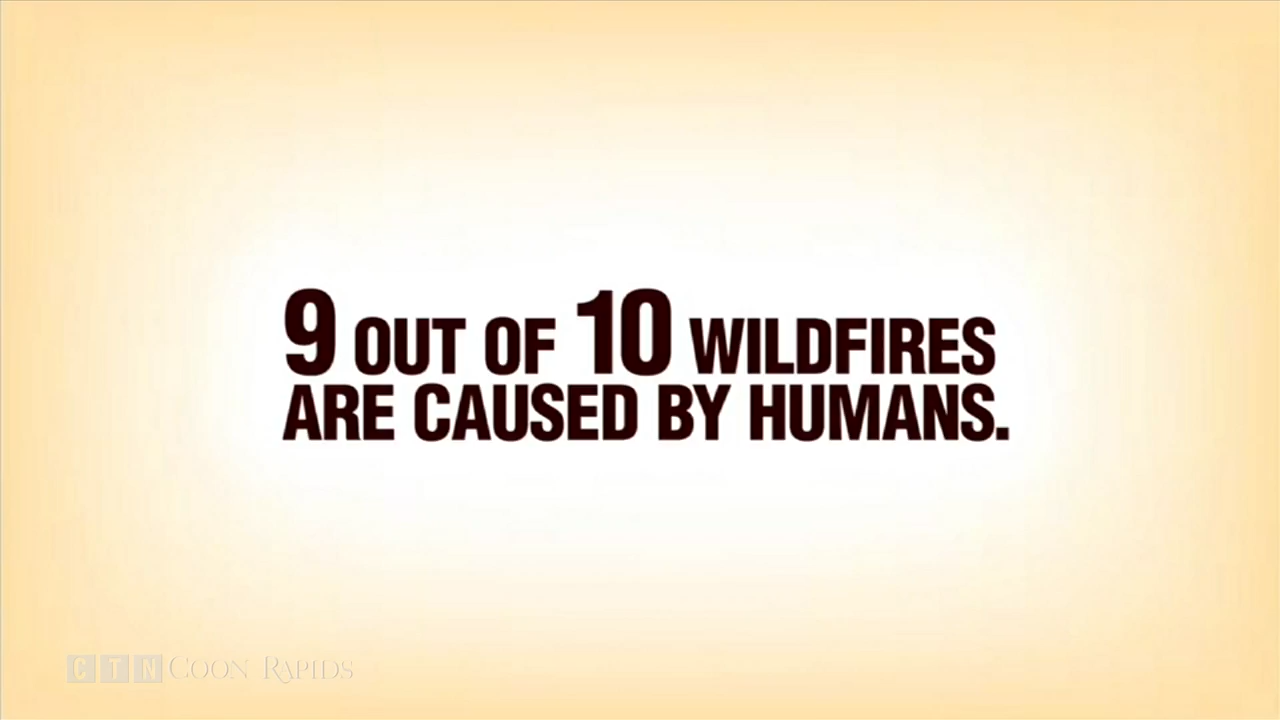 9 OUT OF 10 WILDFIRES
ARE CAUSED BY HUMANS.
CTN COON RAPIDS